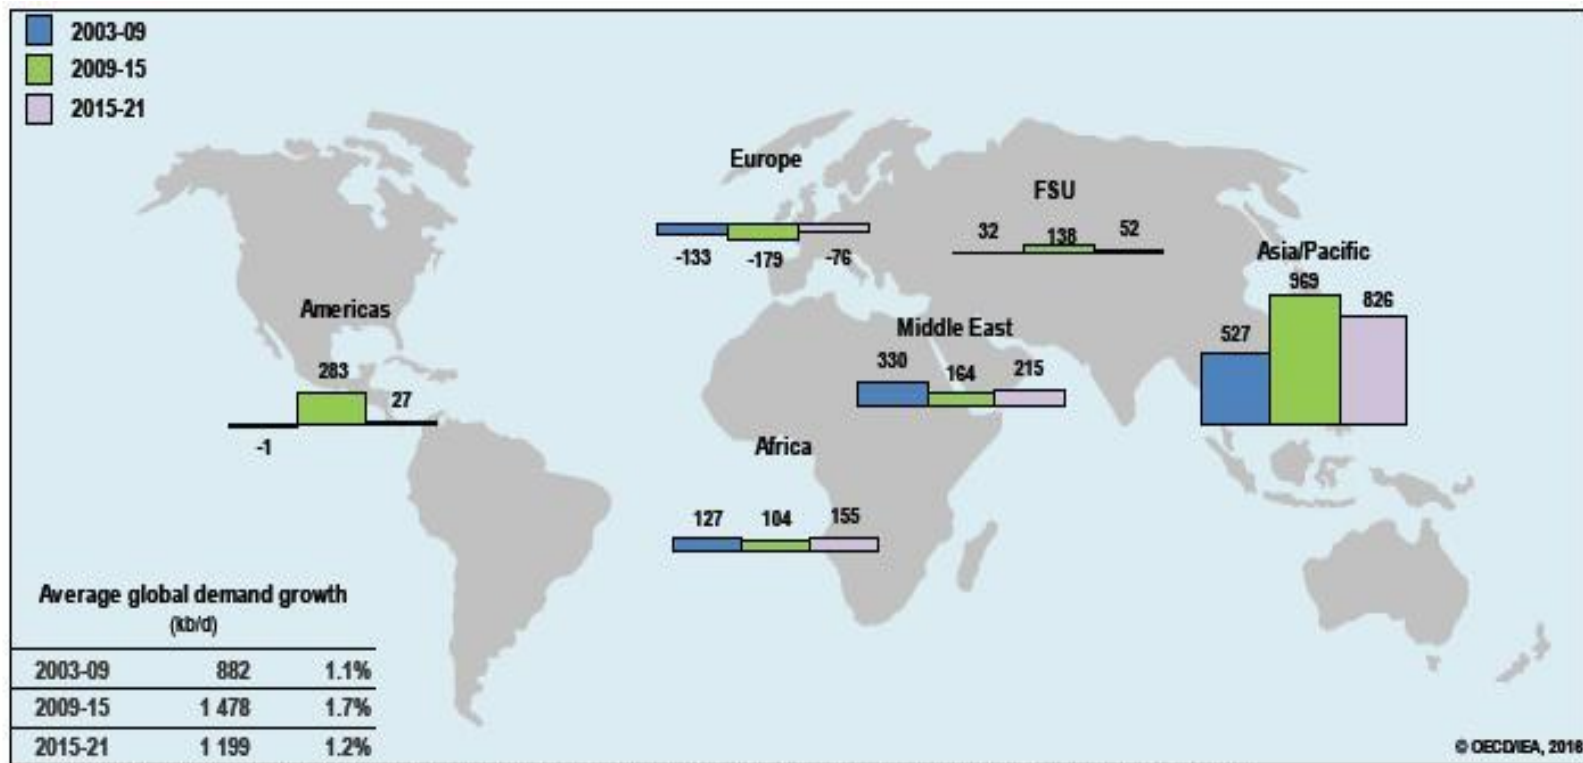 2003-09
2009-15
2015-21
Europe
-133 -179 -76
FSU
32 138 52
Asia/Pacific
527 969 826
Americas
-1 283 27
Middle East
330 164 215
Africa
127 104 155
Average global demand growth
(kb/d)
2003-09 882 1.1%
2009-15 1 478 1.7%
2015-21 1 199 1.2%
© OECD/IEA, 2016